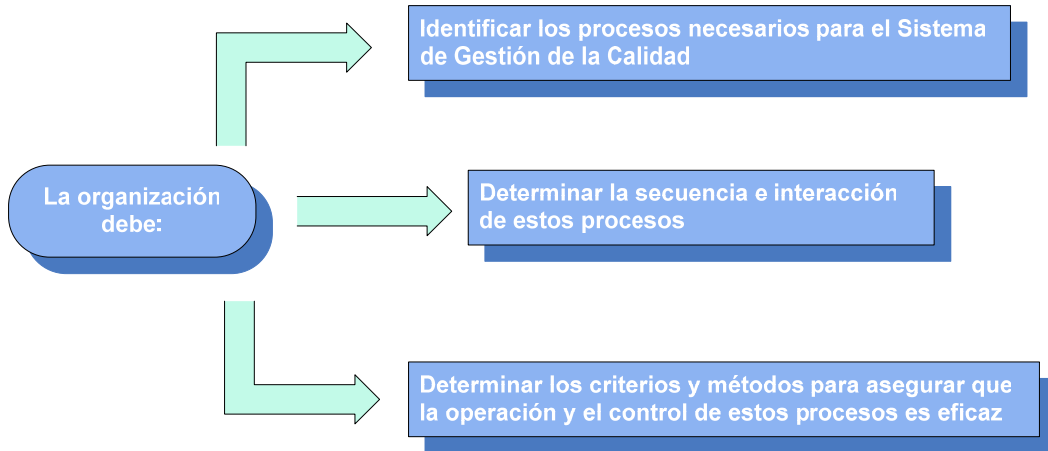 Identificar los procesos necesarios para el Sistema
de Gestión de la Calidad
La organización
debe:
Determinar la secuencia e interacción
de estos procesos
Determinar los criterios y métodos para asegurar que
la operación y el control de estos procesos es eficaz